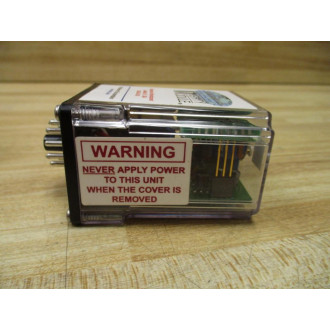 WARNING
NEVER APPLY POWER
TO THIS UNIT
WHEN THE COVER IS
REMOVED